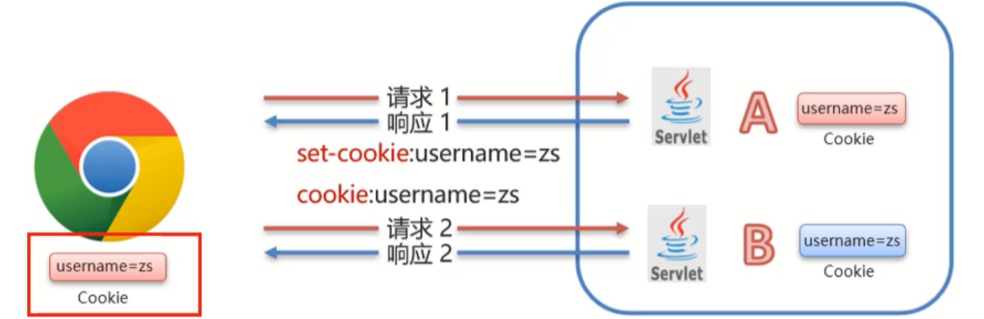 请求 1
响应 1
set-cookie:username=zs
cookie:username=zs
请求 2
响应 2
username=zs
Cookie
Servlet
A
username=zs
Cookie
Servlet
B
username=zs
Cookie